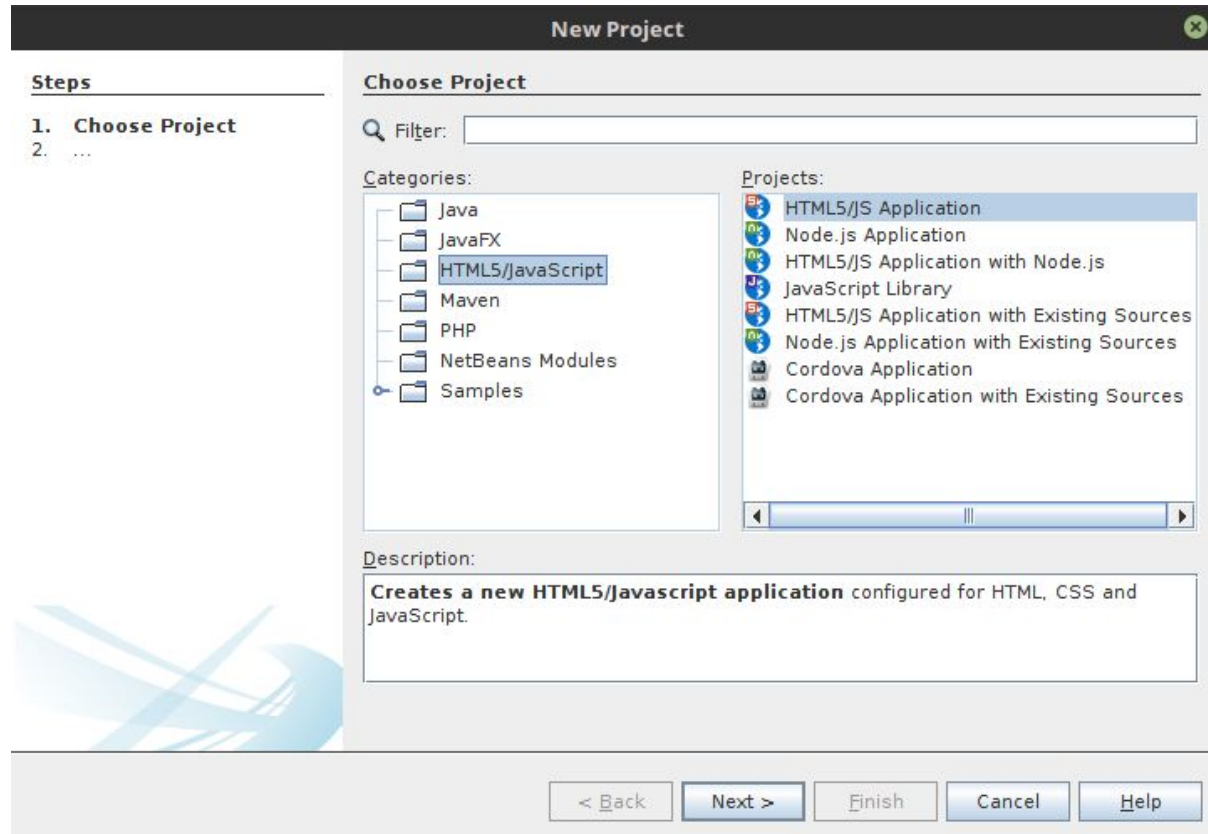 New Project
Steps
1. Choose Project
2. ...
Choose Project
Filter:
Categories:
Java
JavaFX
HTML5/JavaScript
Maven
PHP
NetBeans Modules
Samples
Projects:
HTML5/JS Application
Node.js Application
HTML5/JS Application with Node.js
JavaScript Library
HTML5/JS Application with Existing Sources
Node.js Application with Existing Sources
Cordova Application
Cordova Application with Existing Sources
Description:
Creates a new HTML5/Javascript application configured for HTML, CSS and
JavaScript.
< Back
Next >
Finish
Cancel
Help